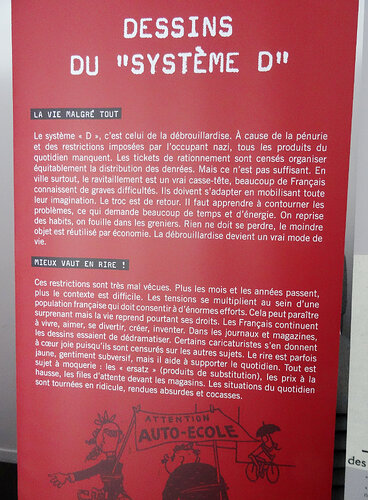 DESSINS
DU "SYSTÈME D"
LA VIE MALGRÉ TOUT
Le système « D », c'est celui de la débrouillardise. À cause de la pénurie
et des restrictions imposées par l'occupant nazi, tous les produits du
quotidien manquent. Les tickets de rationnement sont censés organiser
équitablement la distribution des denrées. Mais ce n'est pas suffisant. En
ville surtout, le ravitaillement est un vrai casse-tête, beaucoup de Français
connaissent de graves difficultés. Ils doivent s'adapter en mobilisant toute
leur imagination. Le troc est de retour. Il faut apprendre à contourner les
problèmes, ce qui demande beaucoup de temps et d'énergie. On reprise
des habits, on fouille dans les greniers. Rien ne doit se perdre, le moindre
objet est réutilisé par économie. La débrouillardise devient un vrai mode de
vie.
MIEUX VAUT EN RIRE !
Ces restrictions sont très mal vécues. Plus les mois et les années passent,
plus le contexte est difficile. Les tensions se multiplient au sein d'une
population française qui doit consentir à d'énormes efforts. Cela peut paraître
surprenant mais la vie reprend pourtant ses droits. Les Français continuent
à vivre, aimer, se divertir, créer, inventer. Dans les journaux et magazines,
les dessins essaient de dédramatiser. Certains caricaturistes s'en donnent
à cœur joie puisqu'ils sont censurés sur les autres sujets. Le rire est parfois
jaune, gentiment subversif, mais il aide à supporter le quotidien. Tout est
sujet à moquerie : les « ersatz » (produits de substitution), les prix à la
hausse, les files d'attente devant les magasins. Les situations du quotidien
sont tournées en ridicule, rendues absurdes et cocasses.
ATTENTION
AUTO-ECOLE
des